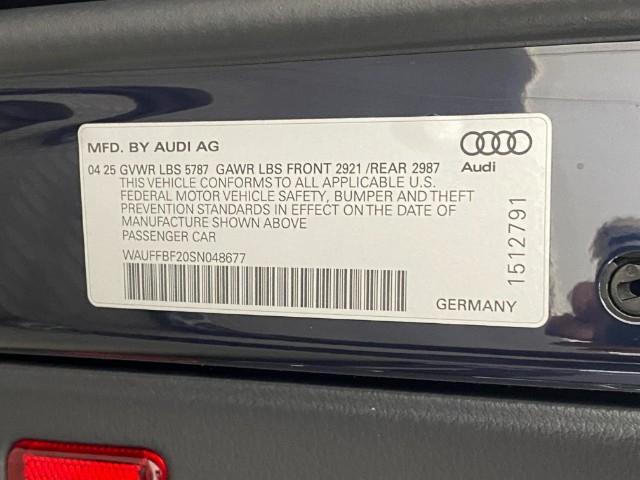 MFD. BY AUDI AG
04 25 GVWR LBS 5787 GAWR LBS FRONT 2921 /REAR 2987
THIS VEHICLE CONFORMS TO ALL APPLICABLE U.S.
FEDERAL MOTOR VEHICLE SAFETY, BUMPER AND THEFT
PREVENTION STANDARDS IN EFFECT ON THE DATE OF
MANUFACTURE SHOWN ABOVE
PASSENGER CAR
WAUFFBF20SN048677
Audi
1512791
GERMANY